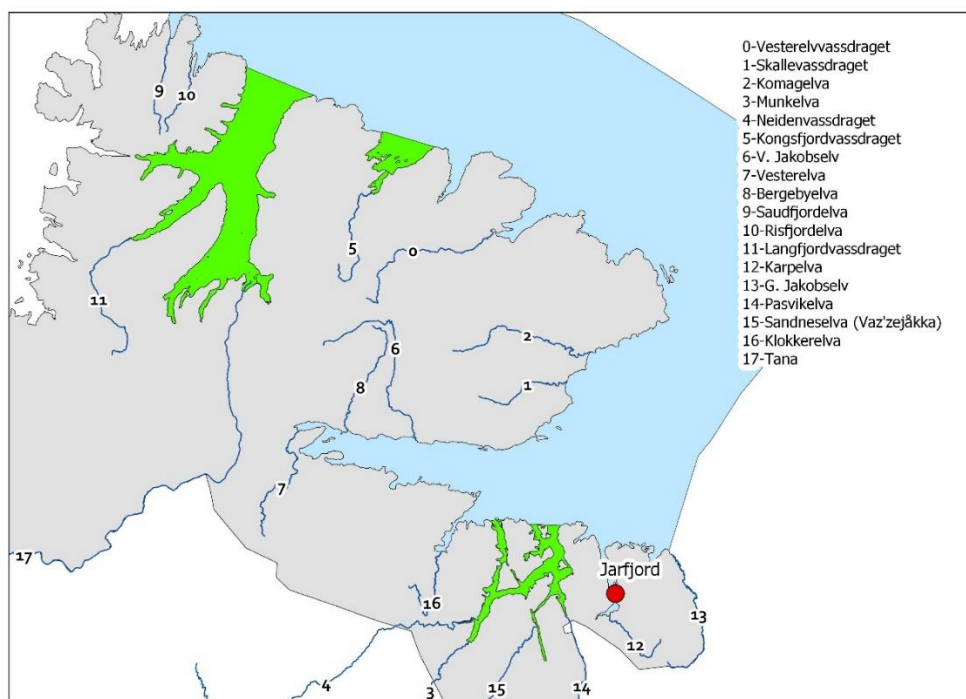 0-Vesterelvvassdraget
1-Skallevassdraget
2-Komagelva
3-Munkelva
4-Neidenvassdraget
5-Kongsfjordvassdraget
6-V. Jakobselv
7-Vesterelva
8-Bergebyelva
9-Saudfjordelva
10-Risfjordelva
11-Langfjordvassdraget
12-Karpelva
13-G. Jakobselv
14-Pasvikelva
15-Sandneselva (Vaz'zejåkka)
16-Klokkerelva
17-Tana
9
10
5
0
11
2
6
8
1
7
17
Jarfjord
16
13
12
4
3
15
14